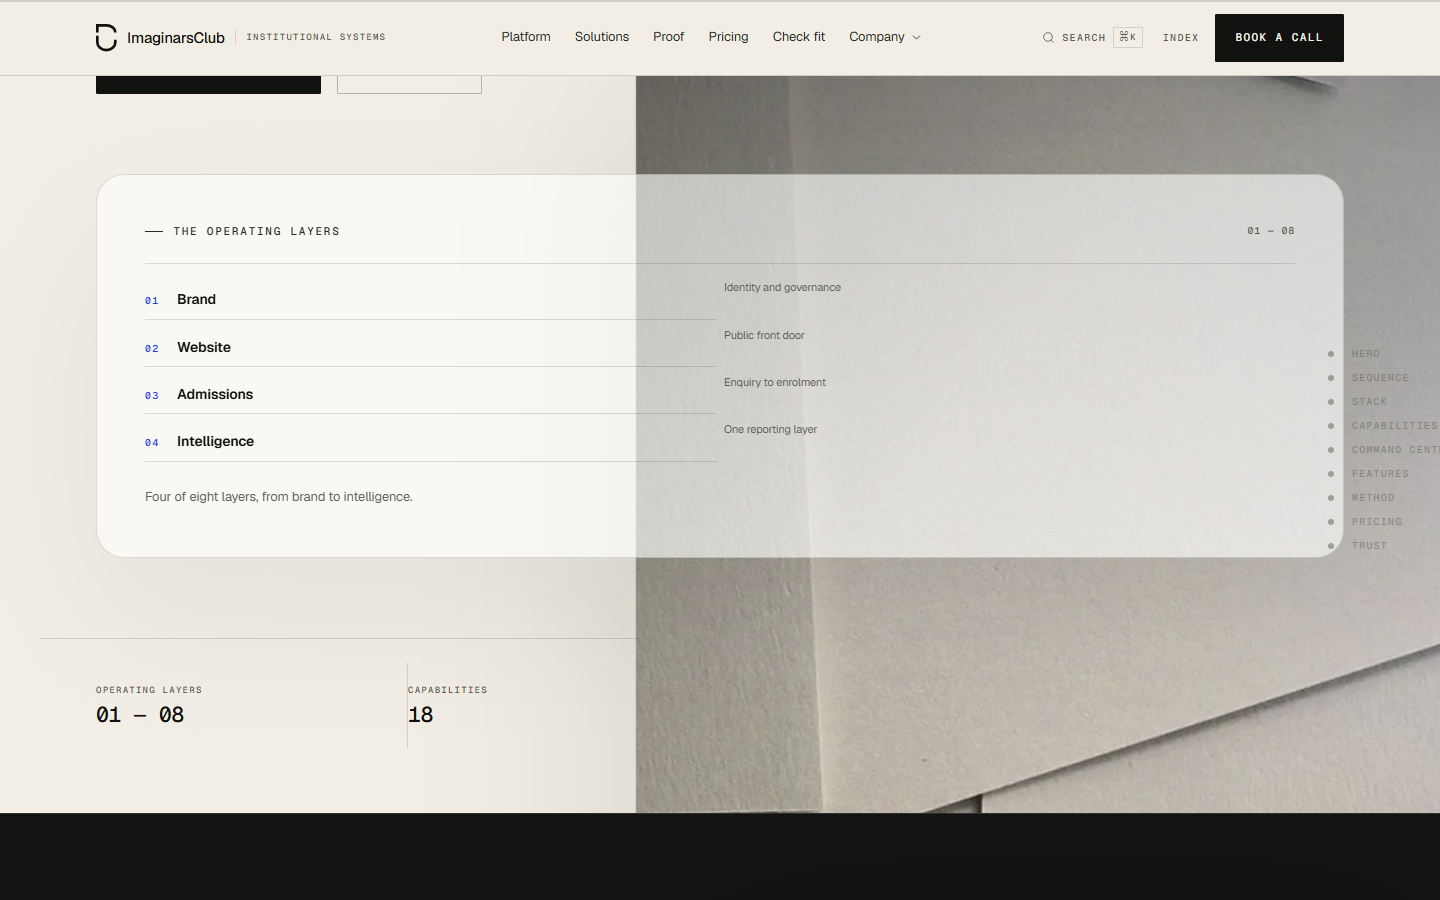 ImaginarsClub INSTITUTIONAL SYSTEMS Platform Solutions Proof Pricing Check fit Company SEARCH ⌘K INDEX BOOK A CALL
— THE OPERATING LAYERS 01 — 08
01 Brand Identity and governance
02 Website Public front door
03 Admissions Enquiry to enrolment
04 Intelligence One reporting layer
Four of eight layers, from brand to intelligence.
HERO
SEQUENCE
STACK
CAPABILITIES
COMMAND
FEATURES
METHOD
PRICING
TRUST
OPERATING LAYERS CAPABILITIES
01 — 08 18